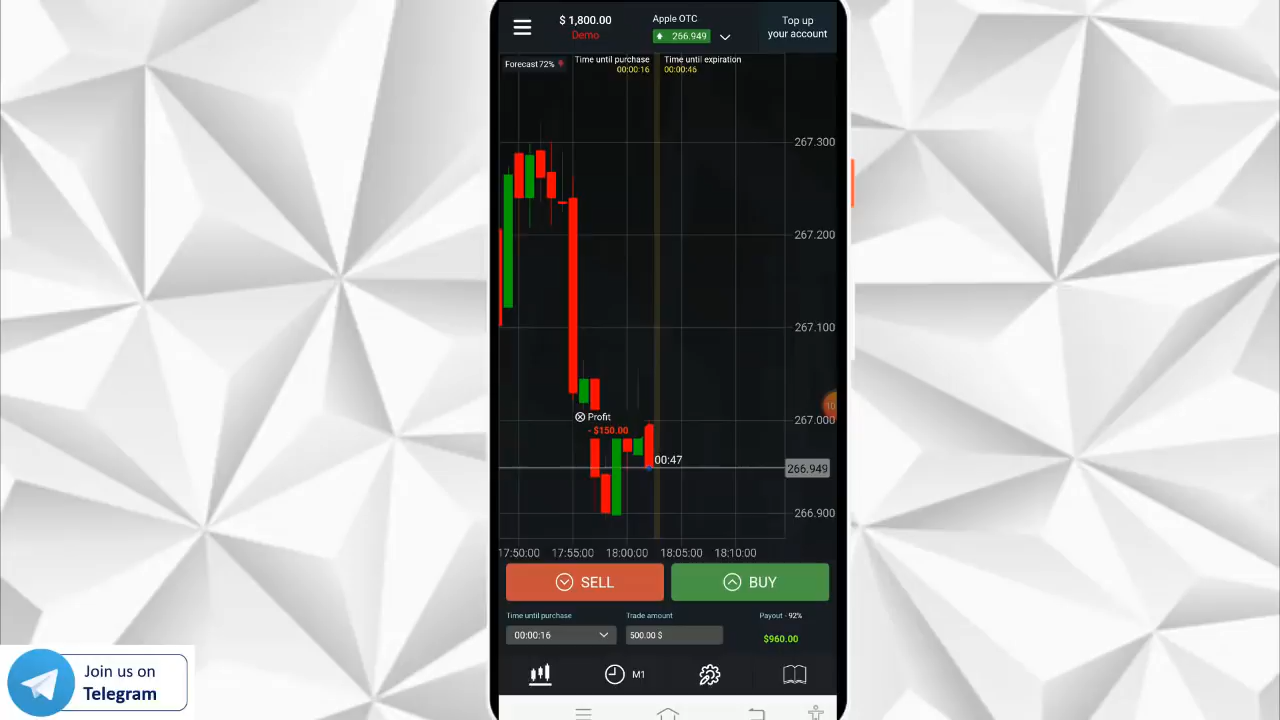 $ 1,800.00
Demo
Apple OTC
266.949
Top up
your account
Forecast72%
Time until purchase
00:00:16
Time until expiration
00:00:46
267.300
267.200
267.100
10
267.000
Profit
- $150.00
00:47
266.949
266.900
17:50:00 17:55:00 18:00:00 18:05:00 18:10:00
SELL
BUY
Time until purchase
Trade amount
Payout - 92%
00:00:16
500.00 $
$960.00
M1
Join us on
Telegram